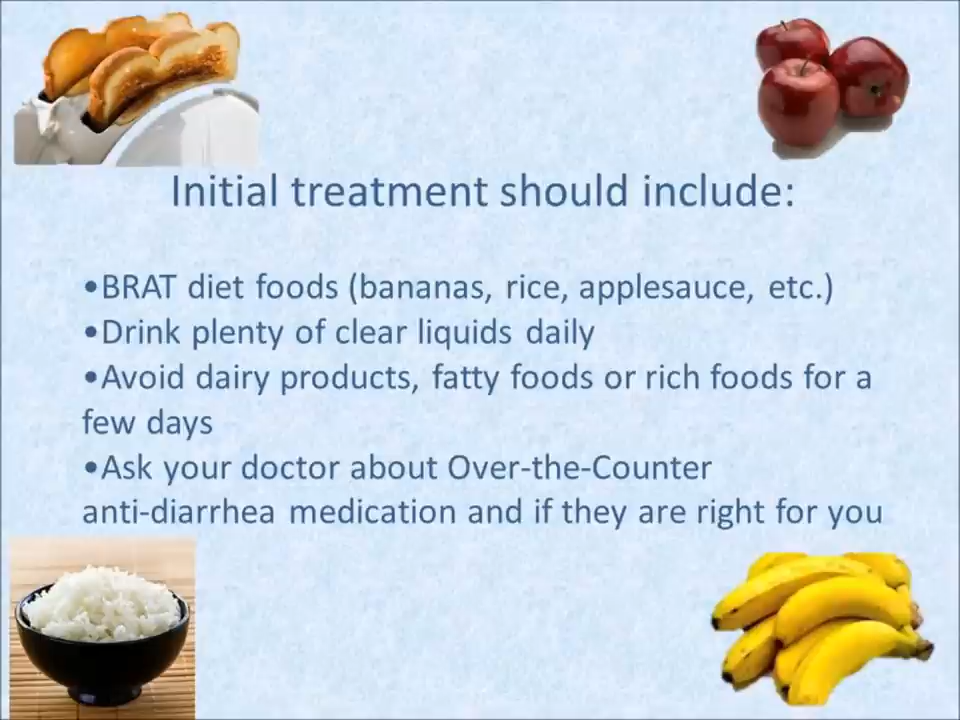 Initial treatment should include:
•BRAT diet foods (bananas, rice, applesauce, etc.)
•Drink plenty of clear liquids daily
•Avoid dairy products, fatty foods or rich foods for a
few days
•Ask your doctor about Over-the-Counter
anti-diarrhea medication and if they are right for you